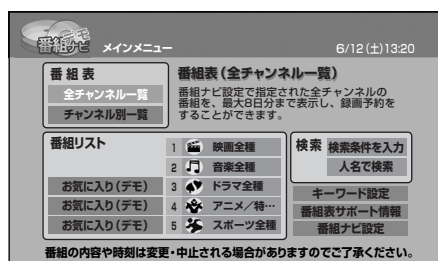 番組ナビ デモ メインメニュー 6/12(土)13:20
番組表
全チャンネル一覧
チャンネル別一覧
番組表(全チャンネル一覧)
番組ナビ設定で指定された全チャンネルの
番組を、最大8日分まで表示し、録画予約を
することができます。
番組リスト
お気に入り(デモ)
お気に入り(デモ)
お気に入り(デモ)
1 映画全種
2 音楽全種
3 ドラマ全種
4 アニメ/特…
5 スポーツ全種
検索 検索条件を入力
人名で検索
キーワード設定
番組表サポート情報
番組ナビ設定
番組の内容や時刻は変更・中止される場合がありますのでご了承ください。